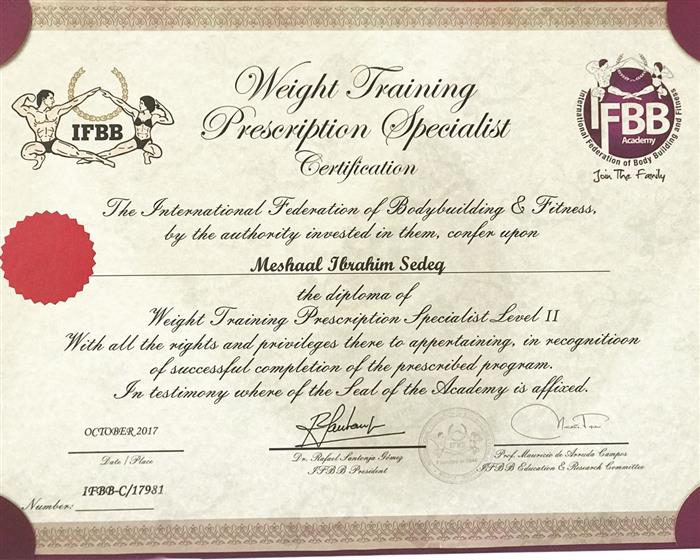 IFBB
Weight Training
Prescription Specialist
Certification
International Federation of Body Building and Fitness
IFBB
Academy
Join The Family
The International Federation of Bodybuilding & Fitness,
by the authority invested in them, confer upon
Meshaal Ibrahim Sedeq
the diploma of
Weight Training Prescription Specialist Level II
With all the rights and privileges there to appertaining, in recognitioon
of successful completion of the prescribed program.
In testimony where of the Seal of the Academy is affixed.
OCTOBER 2017
Date / Place
Dr. Rafael Santonja Gómez
IFBB President
IFBB
Prof. Mauricio de Arruda Campos
IFBB Education & Research Committee
IFBB-C/17981
Number: